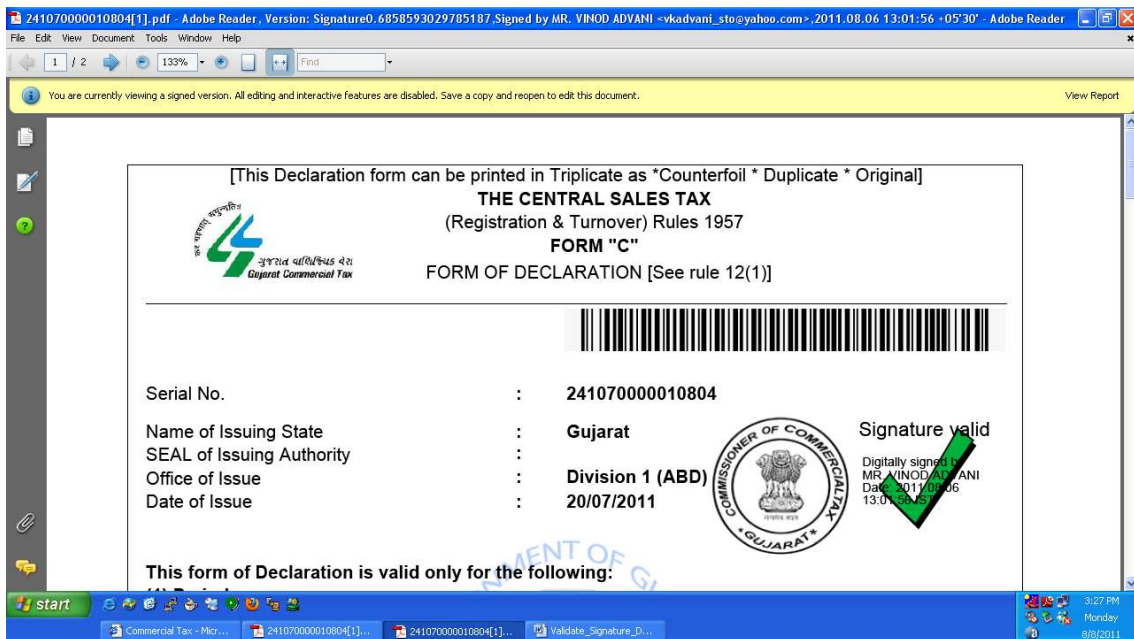 241070000010804[1].pdf - Adobe Reader, Version: Signature0.6858593029785187,Signed by MR. VINOD ADVANI <vkadvani_sto@yahoo.com>,2011.08.06 13:01:56 +05'30' - Adobe Reader
File Edit View Document Tools Window Help
1 / 2 133% Find
You are currently viewing a signed version. All editing and interactive features are disabled. Save a copy and reopen to edit this document. View Report
[This Declaration form can be printed in Triplicate as *Counterfoil * Duplicate * Original]
THE CENTRAL SALES TAX
(Registration & Turnover) Rules 1957
FORM "C"
FORM OF DECLARATION [See rule 12(1)]
ગુજરાત વાણિજ્યિક વેરા
Gujarat Commercial Tax
Serial No. : 241070000010804
Name of Issuing State : Gujarat
SEAL of Issuing Authority :
Office of Issue : Division 1 (ABD)
Date of Issue : 20/07/2011
COMMISSIONER OF COMMERCIAL TAX
* GUJARAT *
Signature valid
Digitally signed by
MR. VINOD ADVANI
Date: 2011.08.06
13:01:56 IST
This form of Declaration is valid only for the following:
start
Commercial Tax - Micr... 241070000010804[1]... 241070000010804[1]... Validate_Signature_D...
3:27 PM
Monday
8/8/2011